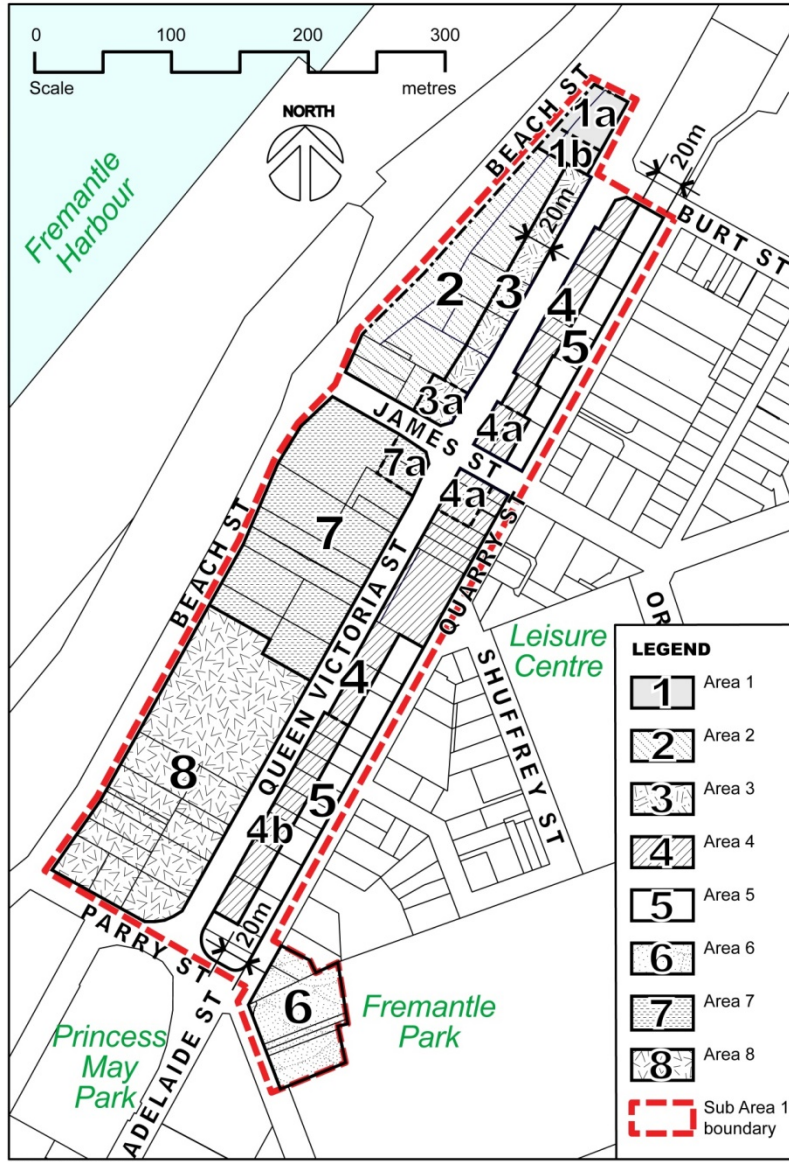 0 100 200 300
Scale metres
NORTH
Fremantle
Harbour
BEACH ST
1a
1b
20m
20m
BURT ST
2
3
4
5
3a
4a
JAMES ST
7a
4a
7
BEACH ST
QUEEN VICTORIA ST
QUARRY ST
Leisure
Centre
OR
SHUFFREY ST
4
8
5
4b
PARRY ST
20m
6
Fremantle
Park
Princess
May
Park
ADELAIDE ST
LEGEND
1 Area 1
2 Area 2
3 Area 3
4 Area 4
5 Area 5
6 Area 6
7 Area 7
8 Area 8
Sub Area 1
boundary